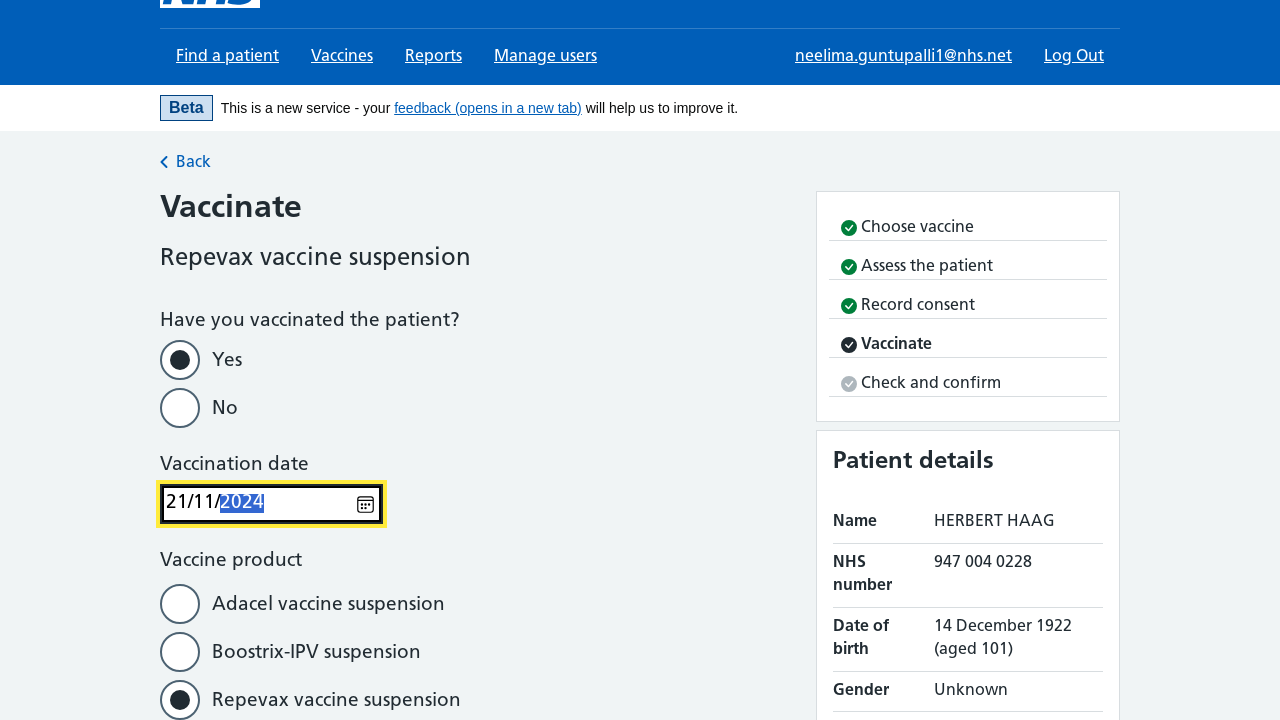 NHS
Find a patient
Vaccines
Reports
Manage users
neelima.guntupalli1@nhs.net
Log Out
Beta
This is a new service - your feedback (opens in a new tab) will help us to improve it.
Back
Vaccinate
Repevax vaccine suspension
Have you vaccinated the patient?
Yes
No
Vaccination date
21/11/2024
Vaccine product
Adacel vaccine suspension
Boostrix-IPV suspension
Repevax vaccine suspension
Choose vaccine
Assess the patient
Record consent
Vaccinate
Check and confirm
Patient details
Name HERBERT HAAG
NHS number 947 004 0228
Date of birth 14 December 1922 (aged 101)
Gender Unknown